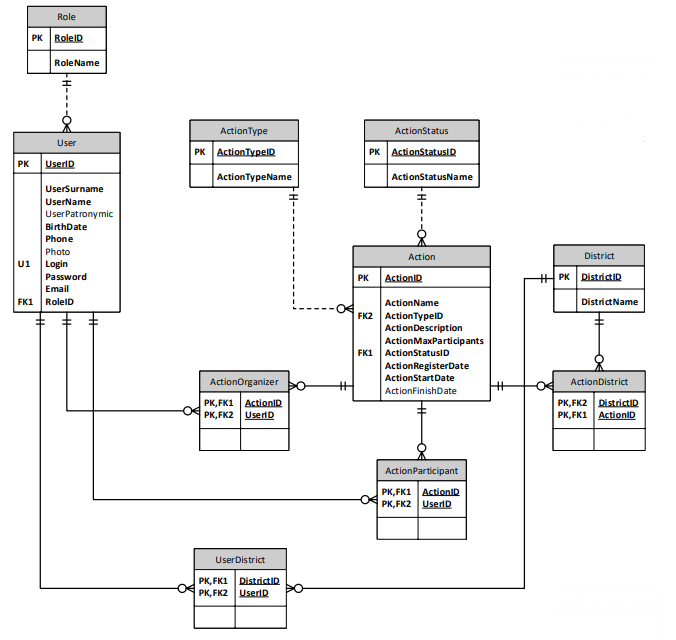 Role
PK RoleID
RoleName
User
PK UserID
UserSurname
UserName
UserPatronymic
BirthDate
Phone
Photo
U1 Login
Password
Email
FK1 RoleID
ActionType
PK ActionTypeID
ActionTypeName
ActionStatus
PK ActionStatusID
ActionStatusName
Action
PK ActionID
ActionName
FK2 ActionTypeID
ActionDescription
ActionMaxParticipants
FK1 ActionStatusID
ActionRegisterDate
ActionStartDate
ActionFinishDate
District
PK DistrictID
DistrictName
ActionOrganizer
PK,FK1 ActionID
PK,FK2 UserID
ActionDistrict
PK,FK2 DistrictID
PK,FK1 ActionID
ActionParticipant
PK,FK1 ActionID
PK,FK2 UserID
UserDistrict
PK,FK1 DistrictID
PK,FK2 UserID